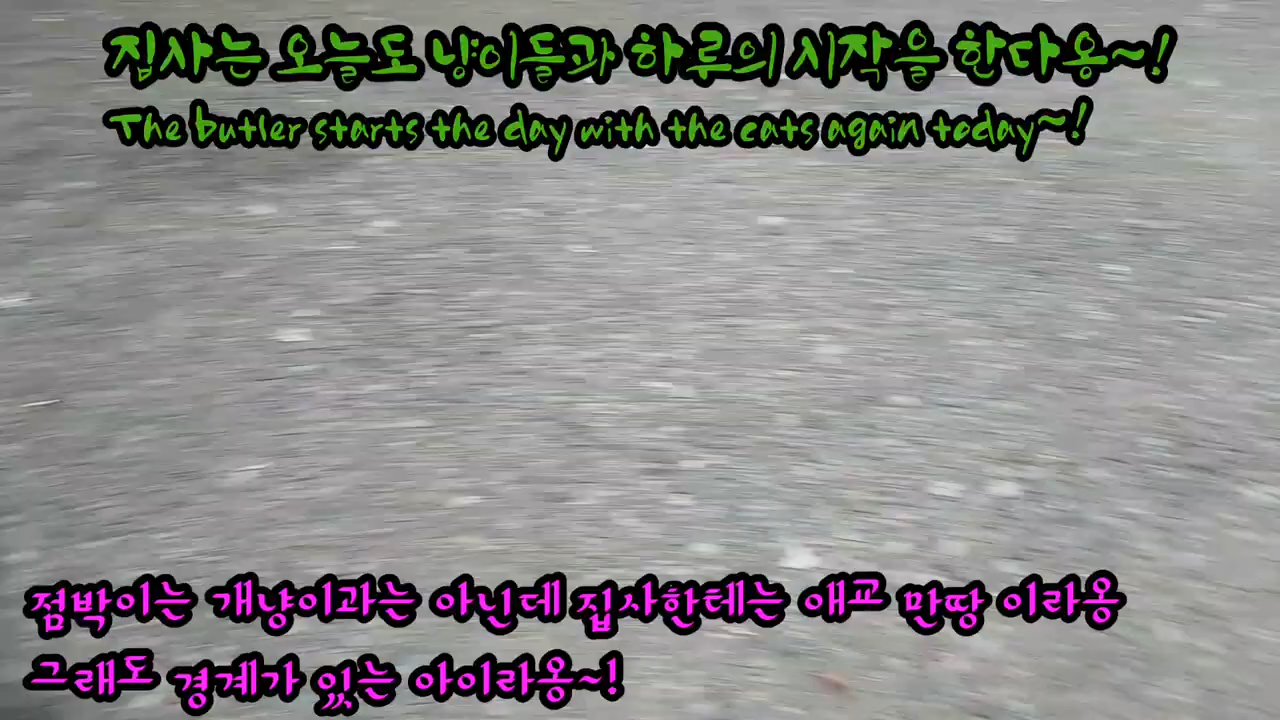 집사는 오늘도 냥이들과 하루의 시작을 한다옹~!
The butler starts the day with the cats again today~!
점박이는 개냥이과는 아닌데 집사한테는 애교 만땅 이라옹
그래도 경계가 있는 아이라옹~!